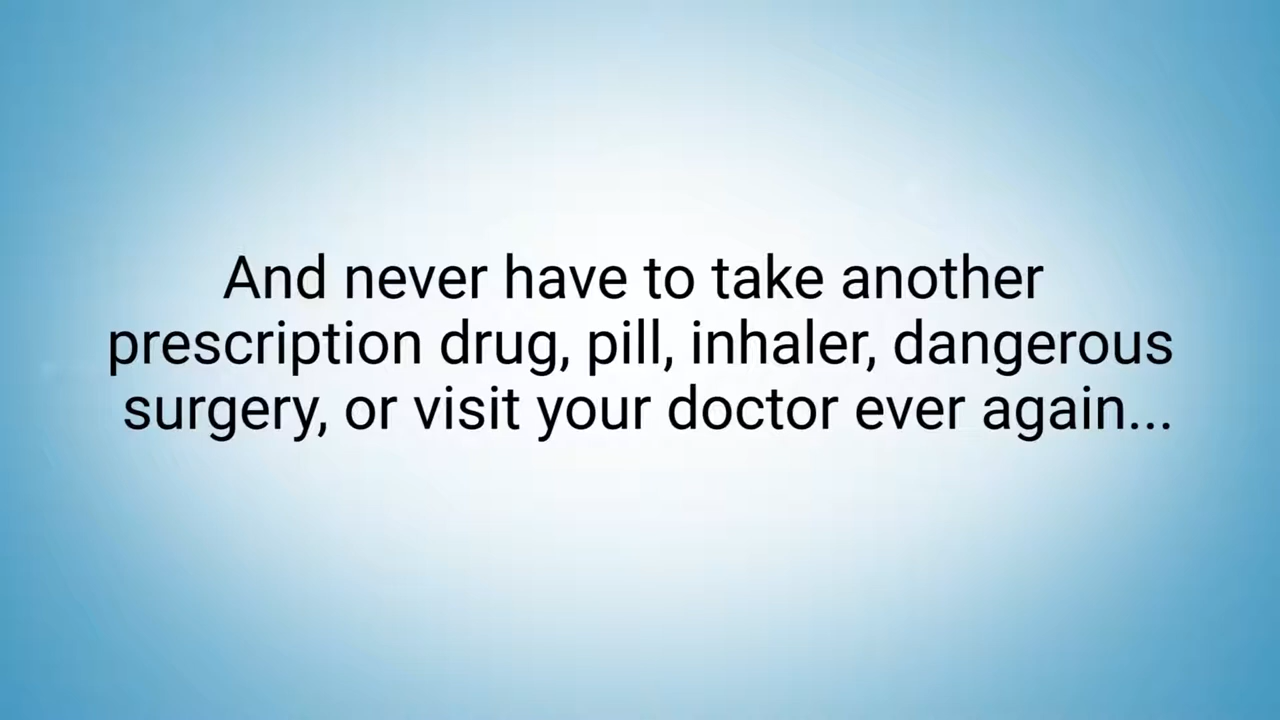 And never have to take another
prescription drug, pill, inhaler, dangerous
surgery, or visit your doctor ever again...